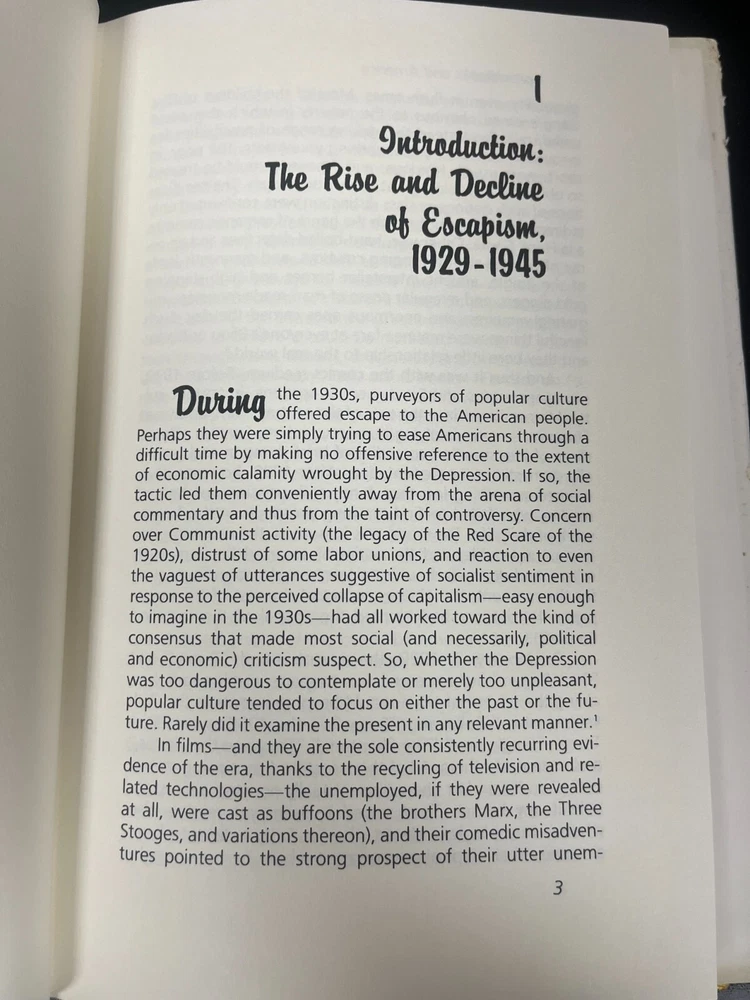 I
Introduction:
The Rise and Decline
of Escapism,
1929-1945
During the 1930s, purveyors of popular culture
offered escape to the American people.
Perhaps they were simply trying to ease Americans through a
difficult time by making no offensive reference to the extent
of economic calamity wrought by the Depression. If so, the
tactic led them conveniently away from the arena of social
commentary and thus from the taint of controversy. Concern
over Communist activity (the legacy of the Red Scare of the
1920s), distrust of some labor unions, and reaction to even
the vaguest of utterances suggestive of socialist sentiment in
response to the perceived collapse of capitalism—easy enough
to imagine in the 1930s—had all worked toward the kind of
consensus that made most social (and necessarily, political
and economic) criticism suspect. So, whether the Depression
was too dangerous to contemplate or merely too unpleasant,
popular culture tended to focus on either the past or the fu-
ture. Rarely did it examine the present in any relevant manner.¹
In films—and they are the sole consistently recurring evi-
dence of the era, thanks to the recycling of television and re-
lated technologies—the unemployed, if they were revealed
at all, were cast as buffoons (the brothers Marx, the Three
Stooges, and variations thereon), and their comedic misadven-
tures pointed to the strong prospect of their utter unem-
3